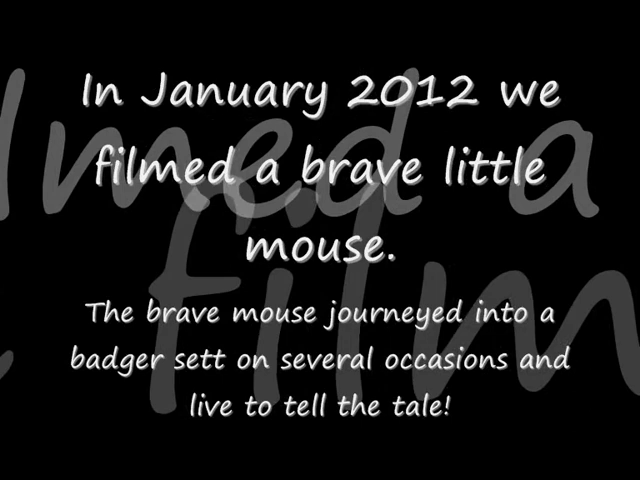 In January 2012 we
filmed a brave little
mouse.
The brave mouse journeyed into a
badger sett on several occasions and
live to tell the tale!